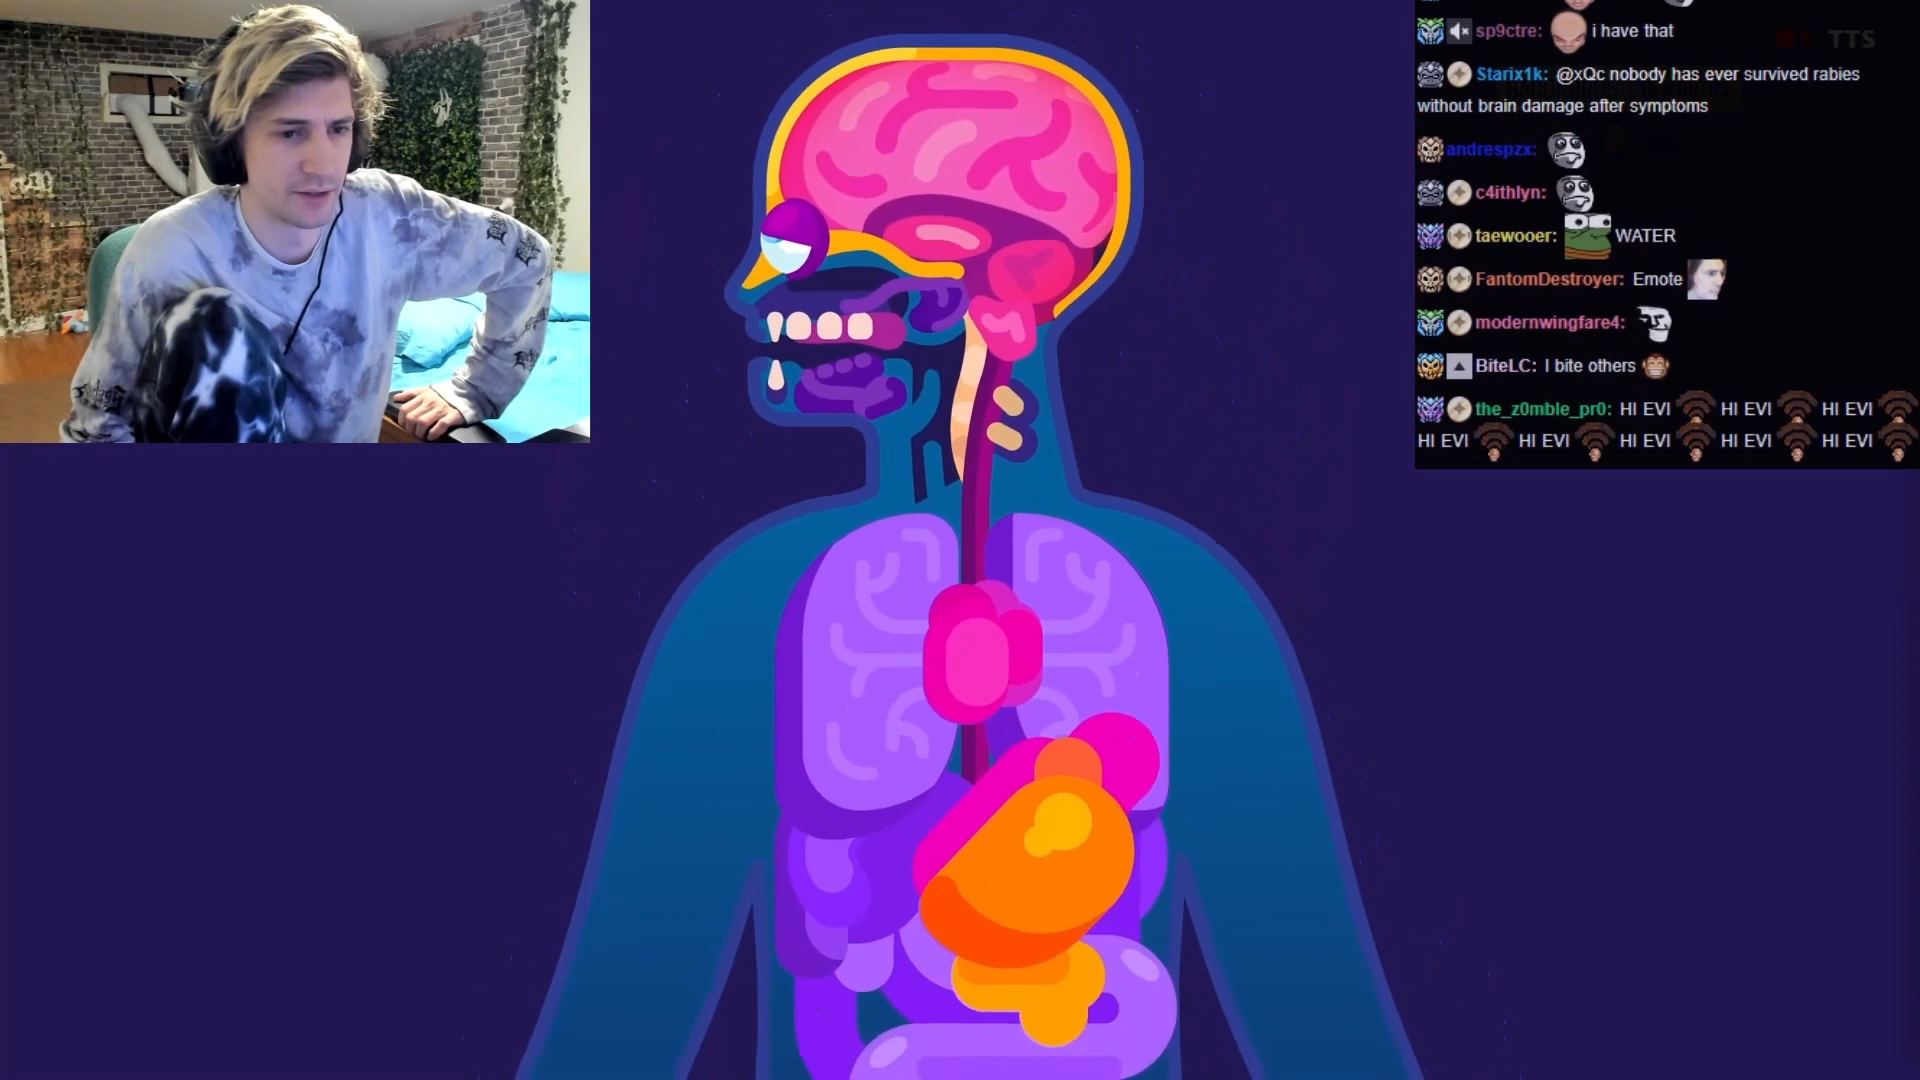 sp9ctre: i have that
TTS
Starix1k: @xQc nobody has ever survived rabies
without brain damage after symptoms
andrespzx:
c4ithlyn:
taewooer: WATER
FantomDestroyer: Emote
modernwingfare4:
BiteLC: I bite others
the_z0mble_pr0: HI EVI HI EVI HI EVI
HI EVI HI EVI HI EVI HI EVI HI EVI